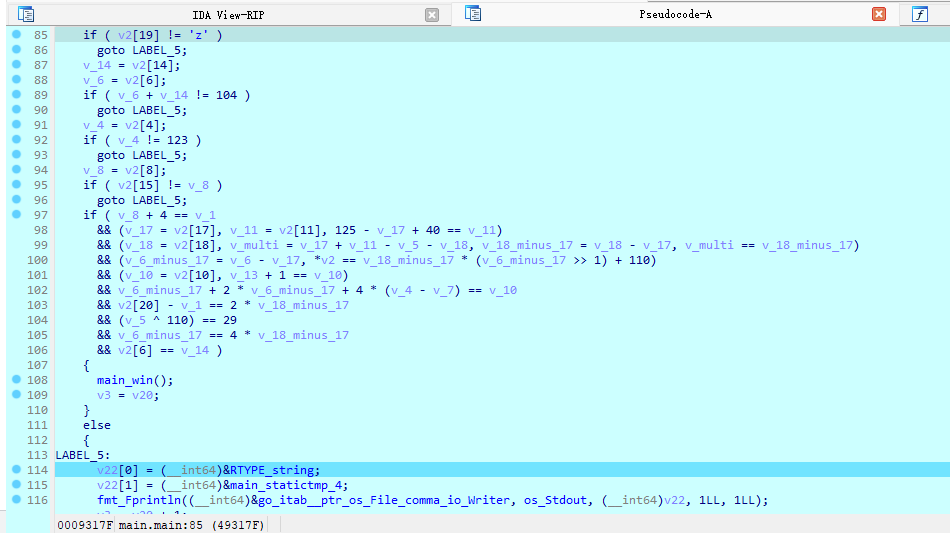 IDA View-RIP
Pseudocode-A
f
85 if ( v2[19] != 'z' )
86 goto LABEL_5;
87 v_14 = v2[14];
88 v_6 = v2[6];
89 if ( v_6 + v_14 != 104 )
90 goto LABEL_5;
91 v_4 = v2[4];
92 if ( v_4 != 123 )
93 goto LABEL_5;
94 v_8 = v2[8];
95 if ( v2[15] != v_8 )
96 goto LABEL_5;
97 if ( v_8 + 4 == v_1
98 && (v_17 = v2[17], v_11 = v2[11], 125 - v_17 + 40 == v_11)
99 && (v_18 = v2[18], v_multi = v_17 + v_11 - v_5 - v_18, v_18_minus_17 = v_18 - v_17, v_multi == v_18_minus_17)
100 && (v_6_minus_17 = v_6 - v_17, *v2 == v_18_minus_17 * (v_6_minus_17 >> 1) + 110)
101 && (v_10 = v2[10], v_13 + 1 == v_10)
102 && v_6_minus_17 + 2 * v_6_minus_17 + 4 * (v_4 - v_7) == v_10
103 && v2[20] - v_1 == 2 * v_18_minus_17
104 && (v_5 ^ 110) == 29
105 && v_6_minus_17 == 4 * v_18_minus_17
106 && v2[6] == v_14 )
107 {
108 main_win();
109 v3 = v20;
110 }
111 else
112 {
113 LABEL_5:
114 v22[0] = (__int64)&RTYPE_string;
115 v22[1] = (__int64)&main_statictmp_4;
116 fmt_Fprintln((__int64)&go_itab__ptr_os_File_comma_io_Writer, os_Stdout, (__int64)v22, 1LL, 1LL);
0009317F main.main:85 (49317F)